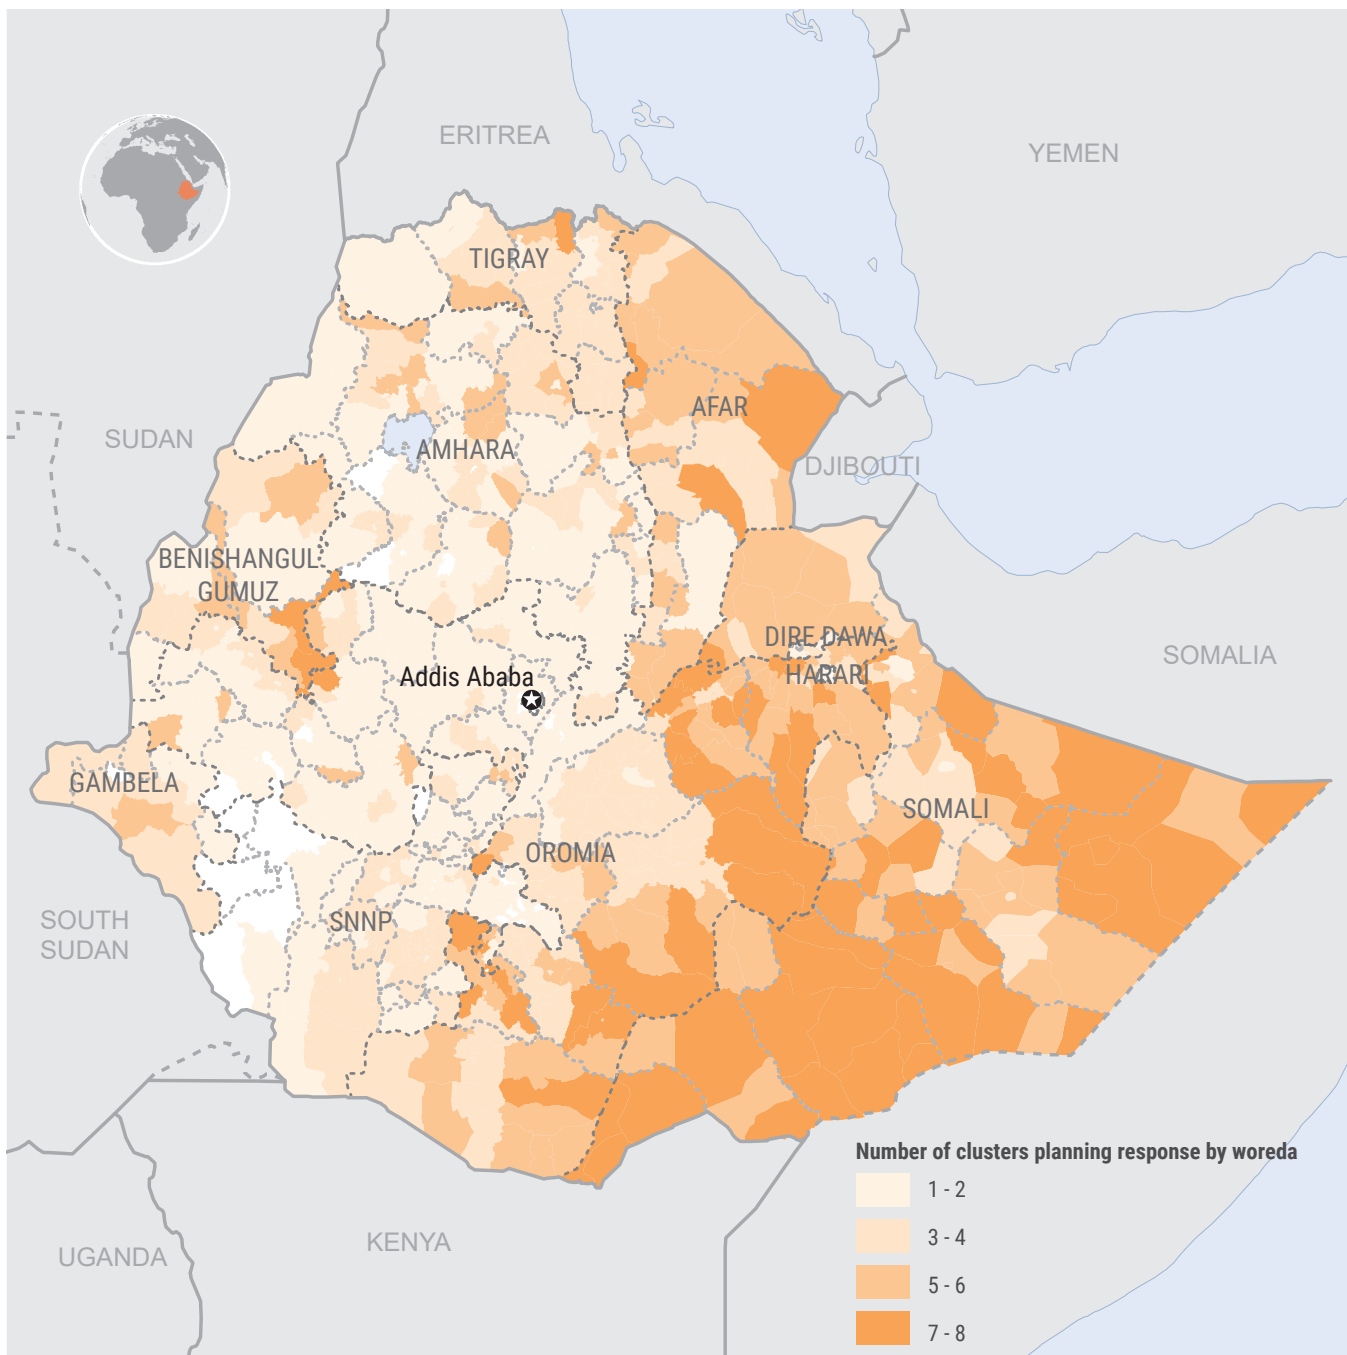 ERITREA
YEMEN
TIGRAY
AFAR
SUDAN
AMHARA
DJIBOUTI
BENISHANGUL-
GUMUZ
DIRE DAWA
HARARI
SOMALIA
Addis Ababa
GAMBELA
SOMALI
OROMIA
SNNP
SOUTH
SUDAN
KENYA
UGANDA
Number of clusters planning response by woreda
1 - 2
3 - 4
5 - 6
7 - 8